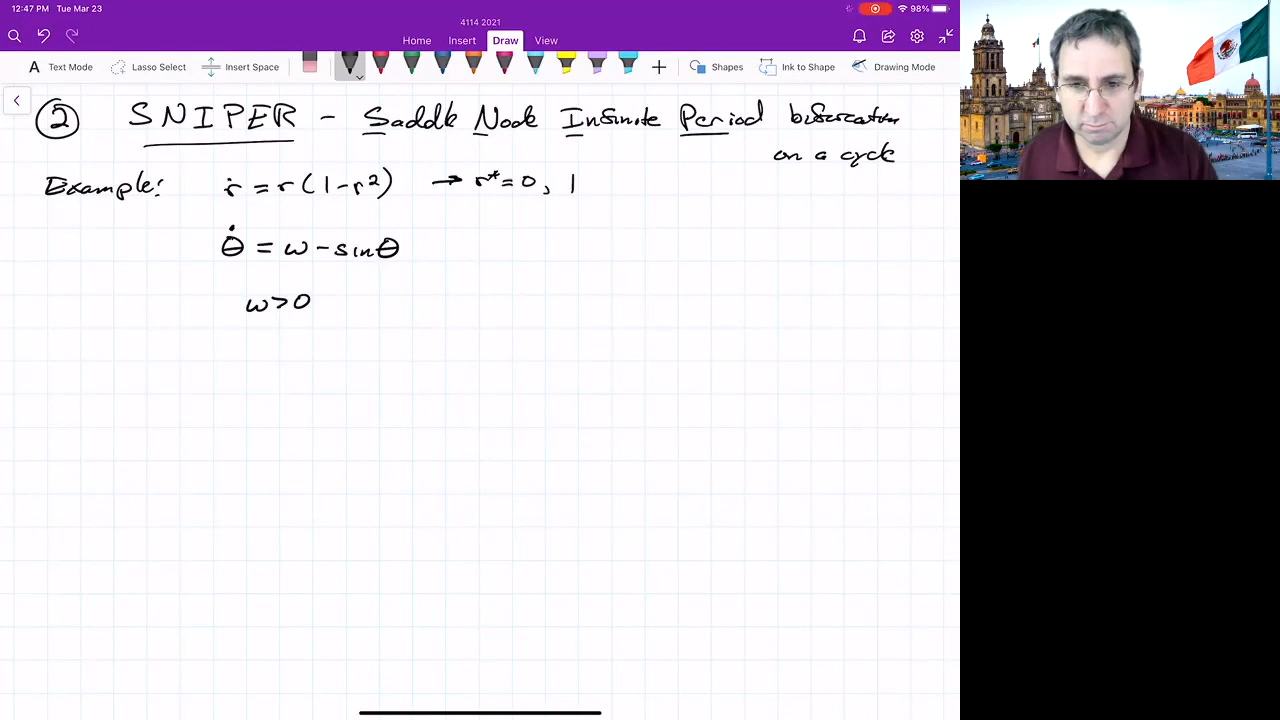 12:47 PM Tue Mar 23
98%
4114 2021
Home Insert Draw View
A Text Mode Lasso Select Insert Space Shapes Ink to Shape Drawing Mode
② SNIPER - Saddle Node Infinite Period bifurcation
on a cycle
Example: ṙ = r(1-r²) → r* = 0, 1
θ̇ = ω - sinθ
ω > 0